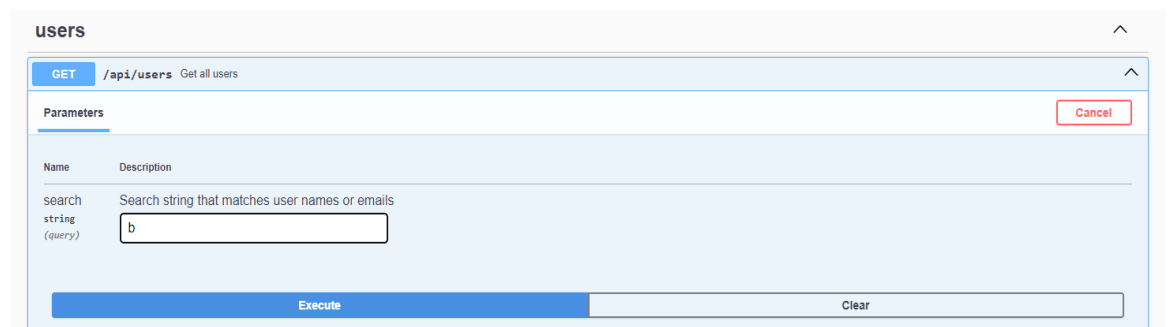 users
GET /api/users Get all users
Parameters Cancel
Name Description
search Search string that matches user names or emails
string b
(query)
Execute Clear